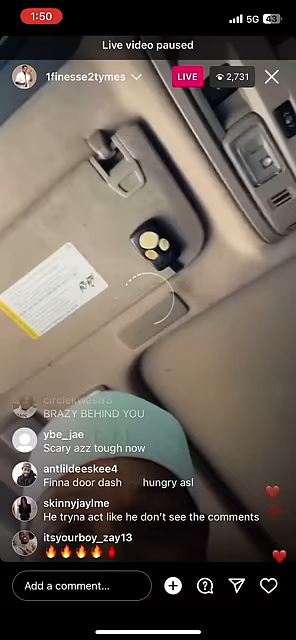 1:50
5G 43
Live video paused
1finesse2tymes
LIVE
2,731
BRAZY BEHIND YOU
ybe_jae
Scary azz tough now
antlildeeskee4
Finna door dash hungry asl
skinnyjaylme
He tryna act like he don't see the comments
itsyourboy_zay13
🔥🔥🔥🔥🩸
Add a comment...